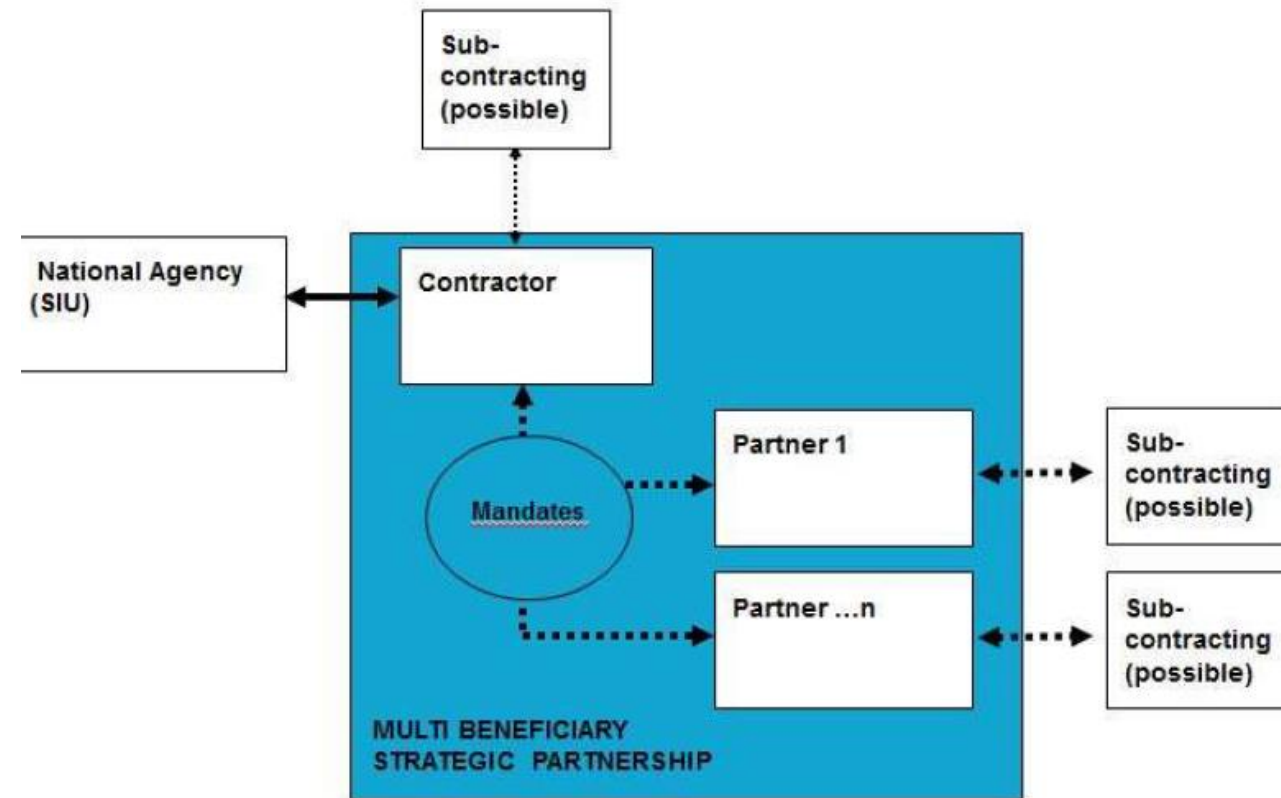 Sub-
contracting
(possible)
National Agency
(SIU)
Contractor
Partner 1
Sub-
contracting
(possible)
Mandates
Partner ...n
Sub-
contracting
(possible)
MULTI BENEFICIARY
STRATEGIC PARTNERSHIP